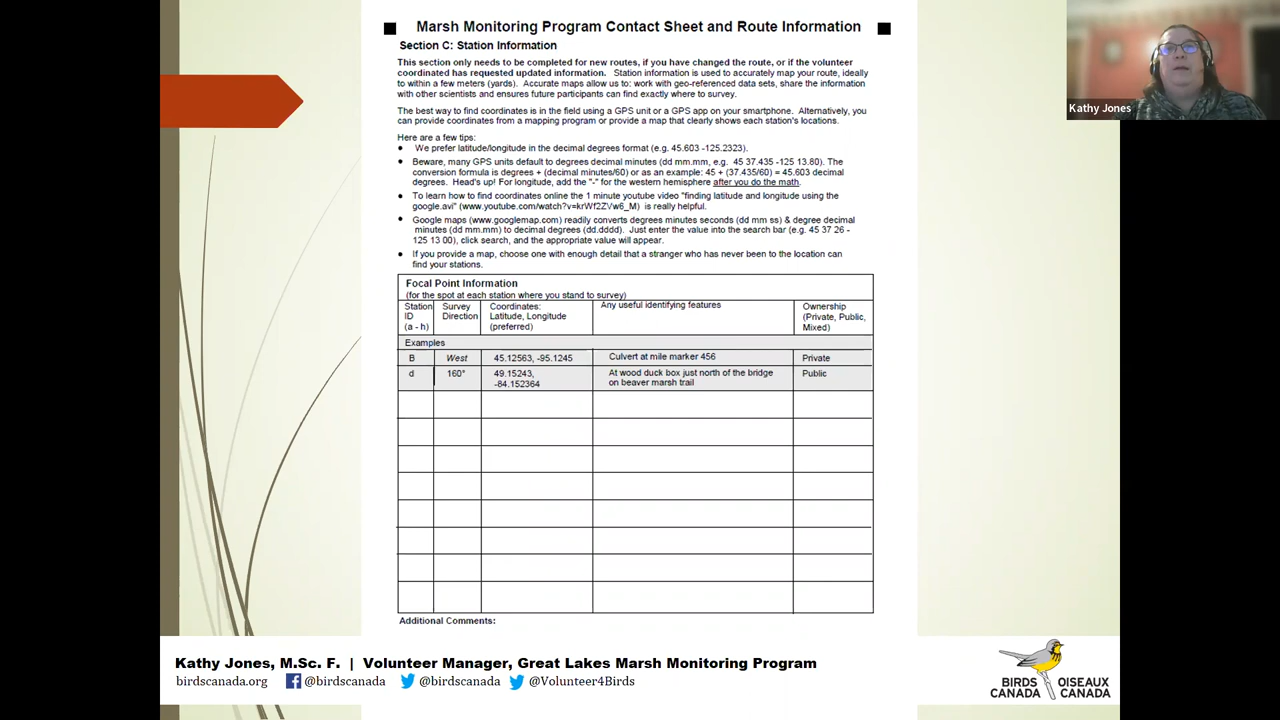 Marsh Monitoring Program Contact Sheet and Route Information
Section C: Station Information
This section only needs to be completed for new routes, if you have changed the route, or if the volunteer
coordinated has requested updated information. Station information is used to accurately map your route, ideally
to within a few meters (yards). Accurate maps allow us to: work with geo-referenced data sets, share the information
with other scientists and ensures future participants can find exactly where to survey.
The best way to find coordinates is in the field using a GPS unit or a GPS app on your smartphone. Alternatively, you
can provide coordinates from a mapping program or provide a map that clearly shows each station's locations.
Here are a few tips:
● We prefer latitude/longitude in the decimal degrees format (e.g. 45.603 -125.2323).
● Beware, many GPS units default to degrees decimal minutes (dd mm.mm, e.g. 45 37.435 -125 13.80). The
conversion formula is degrees + (decimal minutes/60) or as an example: 45 + (37.435/60) = 45.603 decimal
degrees. Head's up! For longitude, add the "-" for the western hemisphere after you do the math.
● To learn how to find coordinates online the 1 minute youtube video "finding latitude and longitude using the
google.avi" (www.youtube.com/watch?v=krWf2ZVw6_M) is really helpful.
● Google maps (www.googlemap.com) readily converts degrees minutes seconds (dd mm ss) & degree decimal
minutes (dd mm.mm) to decimal degrees (dd.dddd). Just enter the value into the search bar (e.g. 45 37 26 -
125 13 00), click search, and the appropriate value will appear.
● If you provide a map, choose one with enough detail that a stranger who has never been to the location can
find your stations.
Focal Point Information
(for the spot at each station where you stand to survey)
Station ID (a - h) Survey Direction Coordinates: Latitude, Longitude (preferred) Any useful identifying features Ownership (Private, Public, Mixed)
Examples
B West 45.12563, -95.1245 Culvert at mile marker 456 Private
d 160° 49.15243, -84.152364 At wood duck box just north of the bridge on beaver marsh trail Public
Additional Comments:
Kathy Jones
Kathy Jones, M.Sc. F. | Volunteer Manager, Great Lakes Marsh Monitoring Program
birdscanada.org @birdscanada @birdscanada @Volunteer4Birds
BIRDS OISEAUX
CANADA CANADA